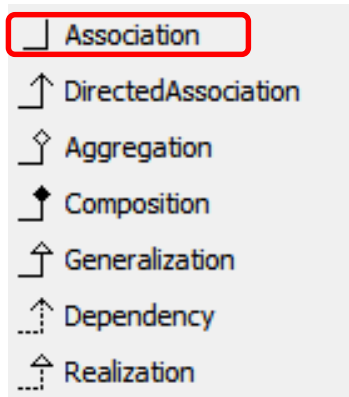 Association
DirectedAssociation
Aggregation
Composition
Generalization
Dependency
Realization